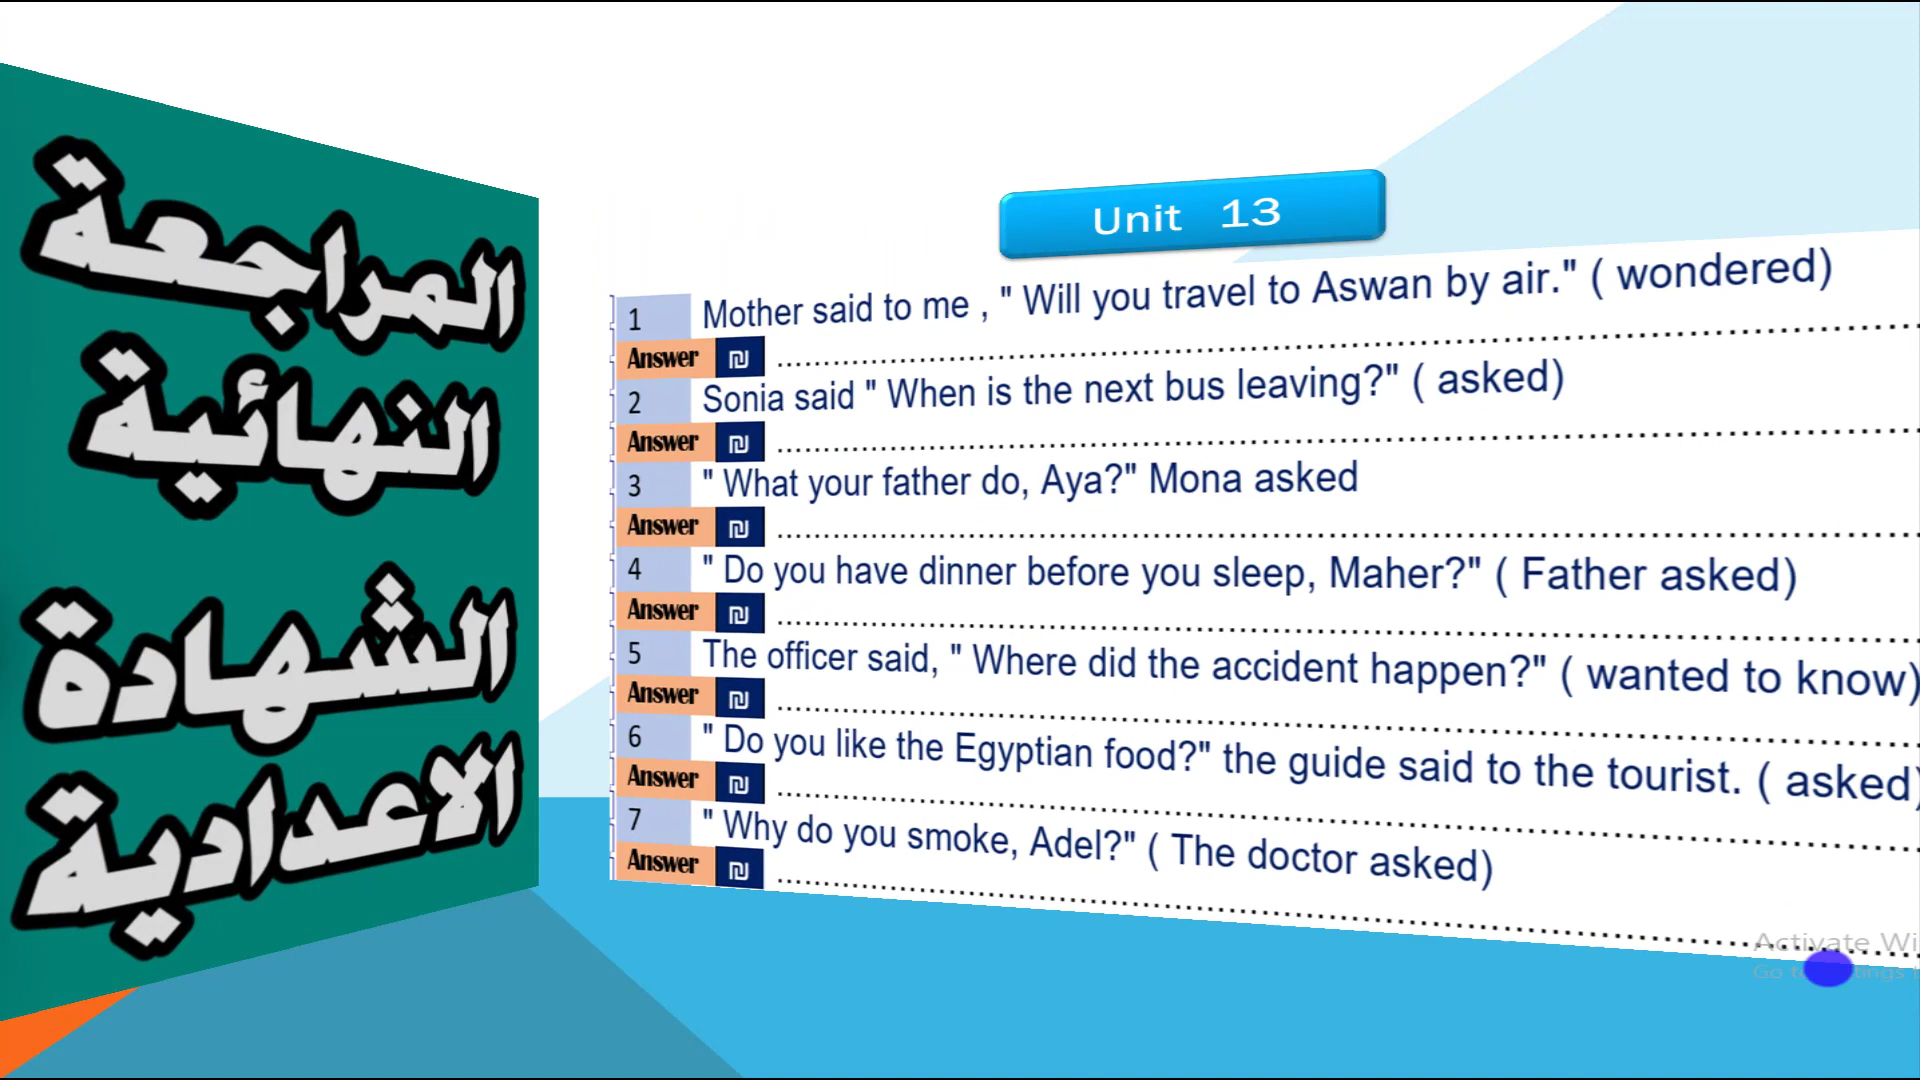 المراجعة
النهائية
الشهادة
الاعدادية
Unit 13
1 Mother said to me , " Will you travel to Aswan by air." ( wondered)
Answer ₪ ........................................
2 Sonia said " When is the next bus leaving?" ( asked)
Answer ₪ ........................................
3 " What your father do, Aya?" Mona asked
Answer ₪ ........................................
4 " Do you have dinner before you sleep, Maher?" ( Father asked)
Answer ₪ ........................................
5 The officer said, " Where did the accident happen?" ( wanted to know)
Answer ₪ ........................................
6 " Do you like the Egyptian food?" the guide said to the tourist. ( asked)
Answer ₪ ........................................
7 " Why do you smoke, Adel?" ( The doctor asked)
Answer ₪ ........................................
Activate Wi
Go t